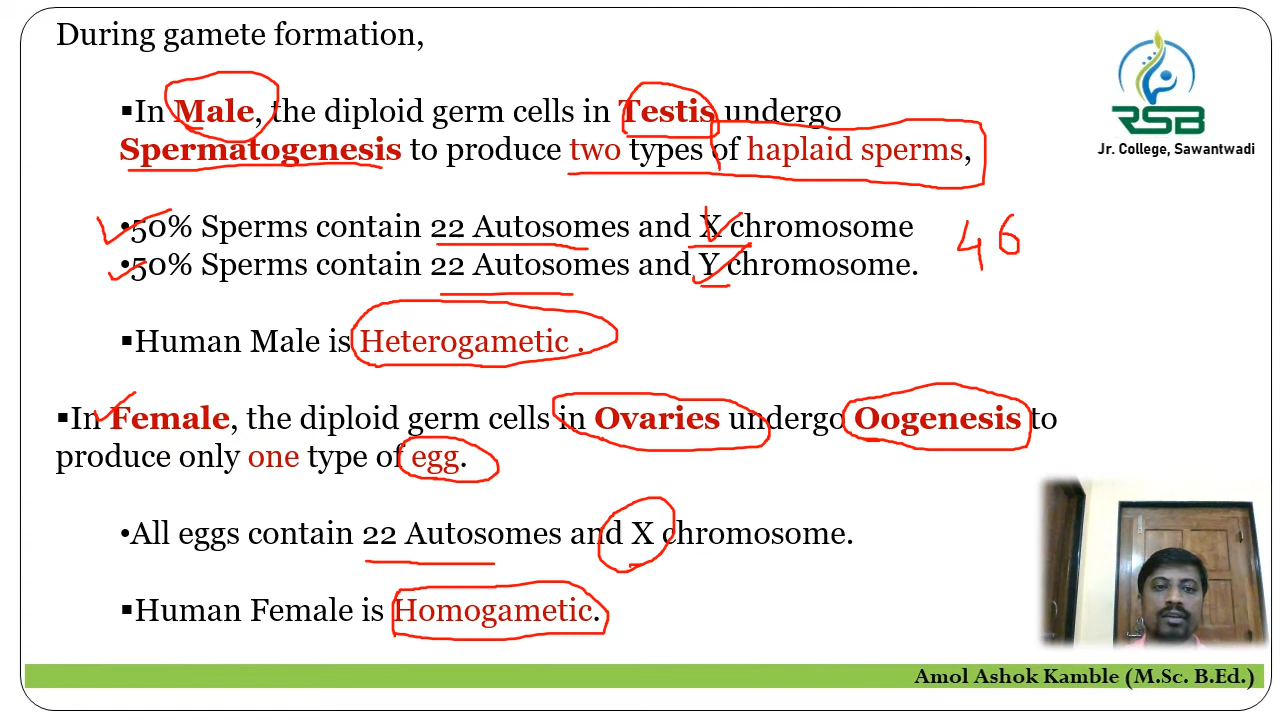 During gamete formation,
▪In Male, the diploid germ cells in Testis undergo
Spermatogenesis to produce two types of haplaid sperms,
•50% Sperms contain 22 Autosomes and X chromosome
•50% Sperms contain 22 Autosomes and Y chromosome.
46
▪Human Male is Heterogametic .
▪In Female, the diploid germ cells in Ovaries undergo Oogenesis to
produce only one type of egg.
•All eggs contain 22 Autosomes and X chromosome.
▪Human Female is Homogametic.
RSB
Jr. College, Sawantwadi
Amol Ashok Kamble (M.Sc. B.Ed.)